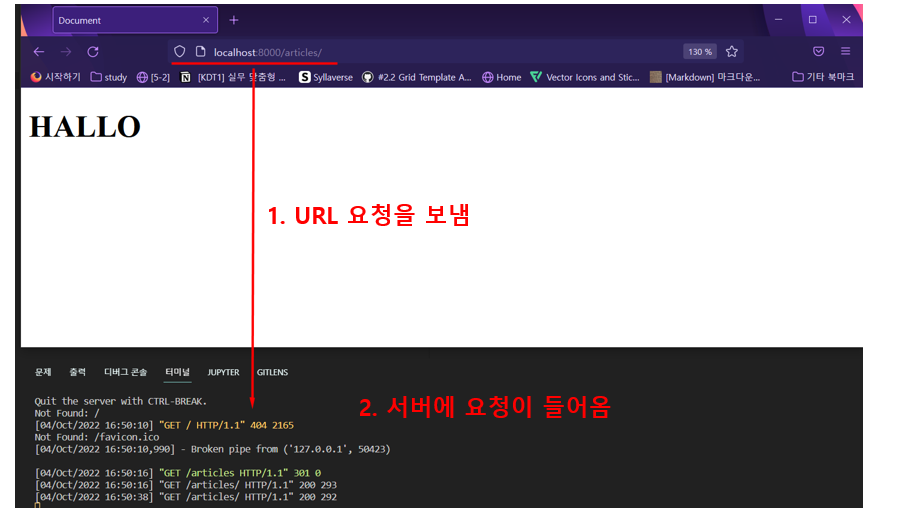 Document
localhost:8000/articles/
130 %
시작하기 study [5-2] [KDT1] 실무 맞춤형 ... Syllaverse #2.2 Grid Template A... Home Vector Icons and Stic... [Markdown] 마크다운... 기타 북마크
HALLO
1. URL 요청을 보냄
문제 출력 디버그 콘솔 터미널 JUPYTER GITLENS
2. 서버에 요청이 들어옴
Quit the server with CTRL-BREAK.
Not Found: /
[04/Oct/2022 16:50:10] "GET / HTTP/1.1" 404 2165
Not Found: /favicon.ico
[04/Oct/2022 16:50:10,990] - Broken pipe from ('127.0.0.1', 50423)
[04/Oct/2022 16:50:16] "GET /articles HTTP/1.1" 301 0
[04/Oct/2022 16:50:16] "GET /articles/ HTTP/1.1" 200 293
[04/Oct/2022 16:50:38] "GET /articles/ HTTP/1.1" 200 292